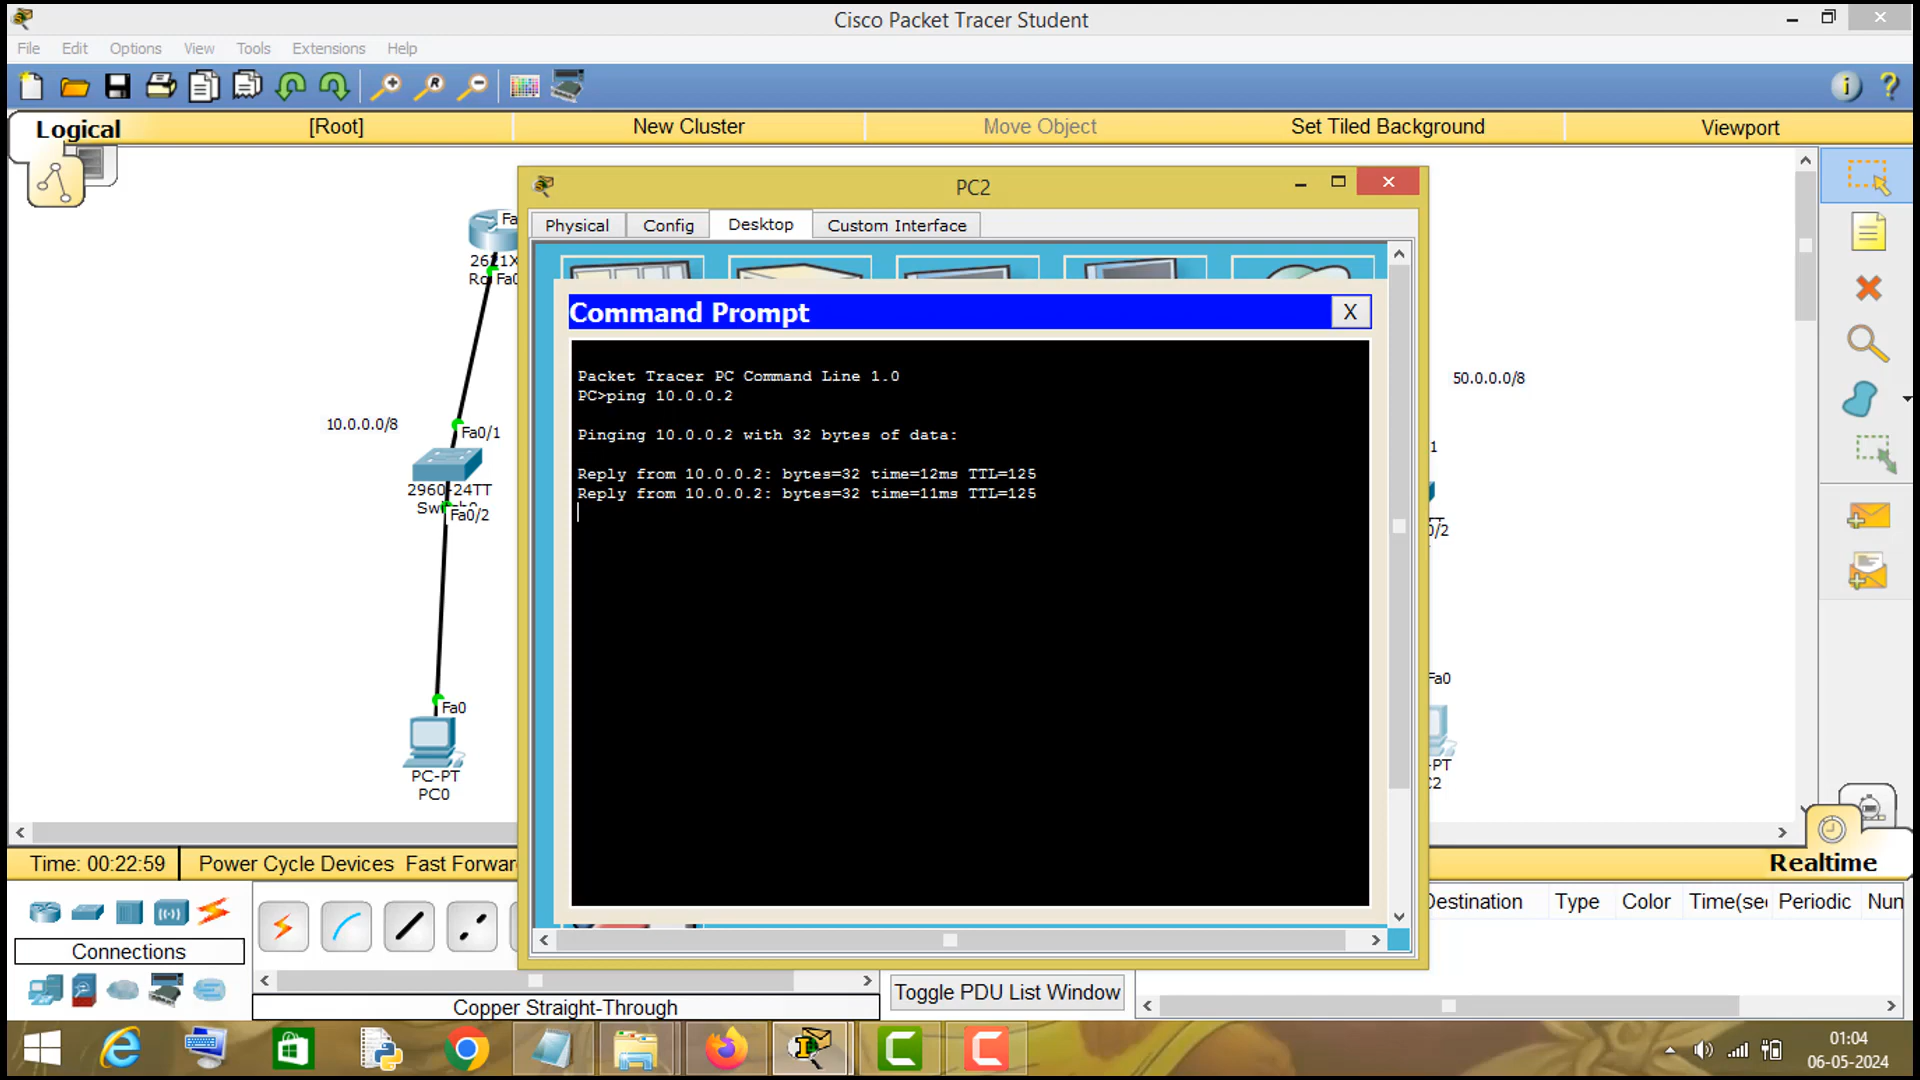 Cisco Packet Tracer Student
File Edit Options View Tools Extensions Help
Logical [Root] New Cluster Move Object Set Tiled Background Viewport
PC2
Physical Config Desktop Custom Interface
Command Prompt X
Packet Tracer PC Command Line 1.0
PC>ping 10.0.0.2
Pinging 10.0.0.2 with 32 bytes of data:
Reply from 10.0.0.2: bytes=32 time=12ms TTL=125
Reply from 10.0.0.2: bytes=32 time=11ms TTL=125
Fa0/1
10.0.0.0/8
2960-24TT
Fa0/2
Fa0
PC-PT
PC0
50.0.0.0/8
Fa0
Time: 00:22:59 Power Cycle Devices Fast Forward
Realtime
Connections
Copper Straight-Through
Toggle PDU List Window
Destination Type Color Time(sec Periodic Num
01:04
06-05-2024